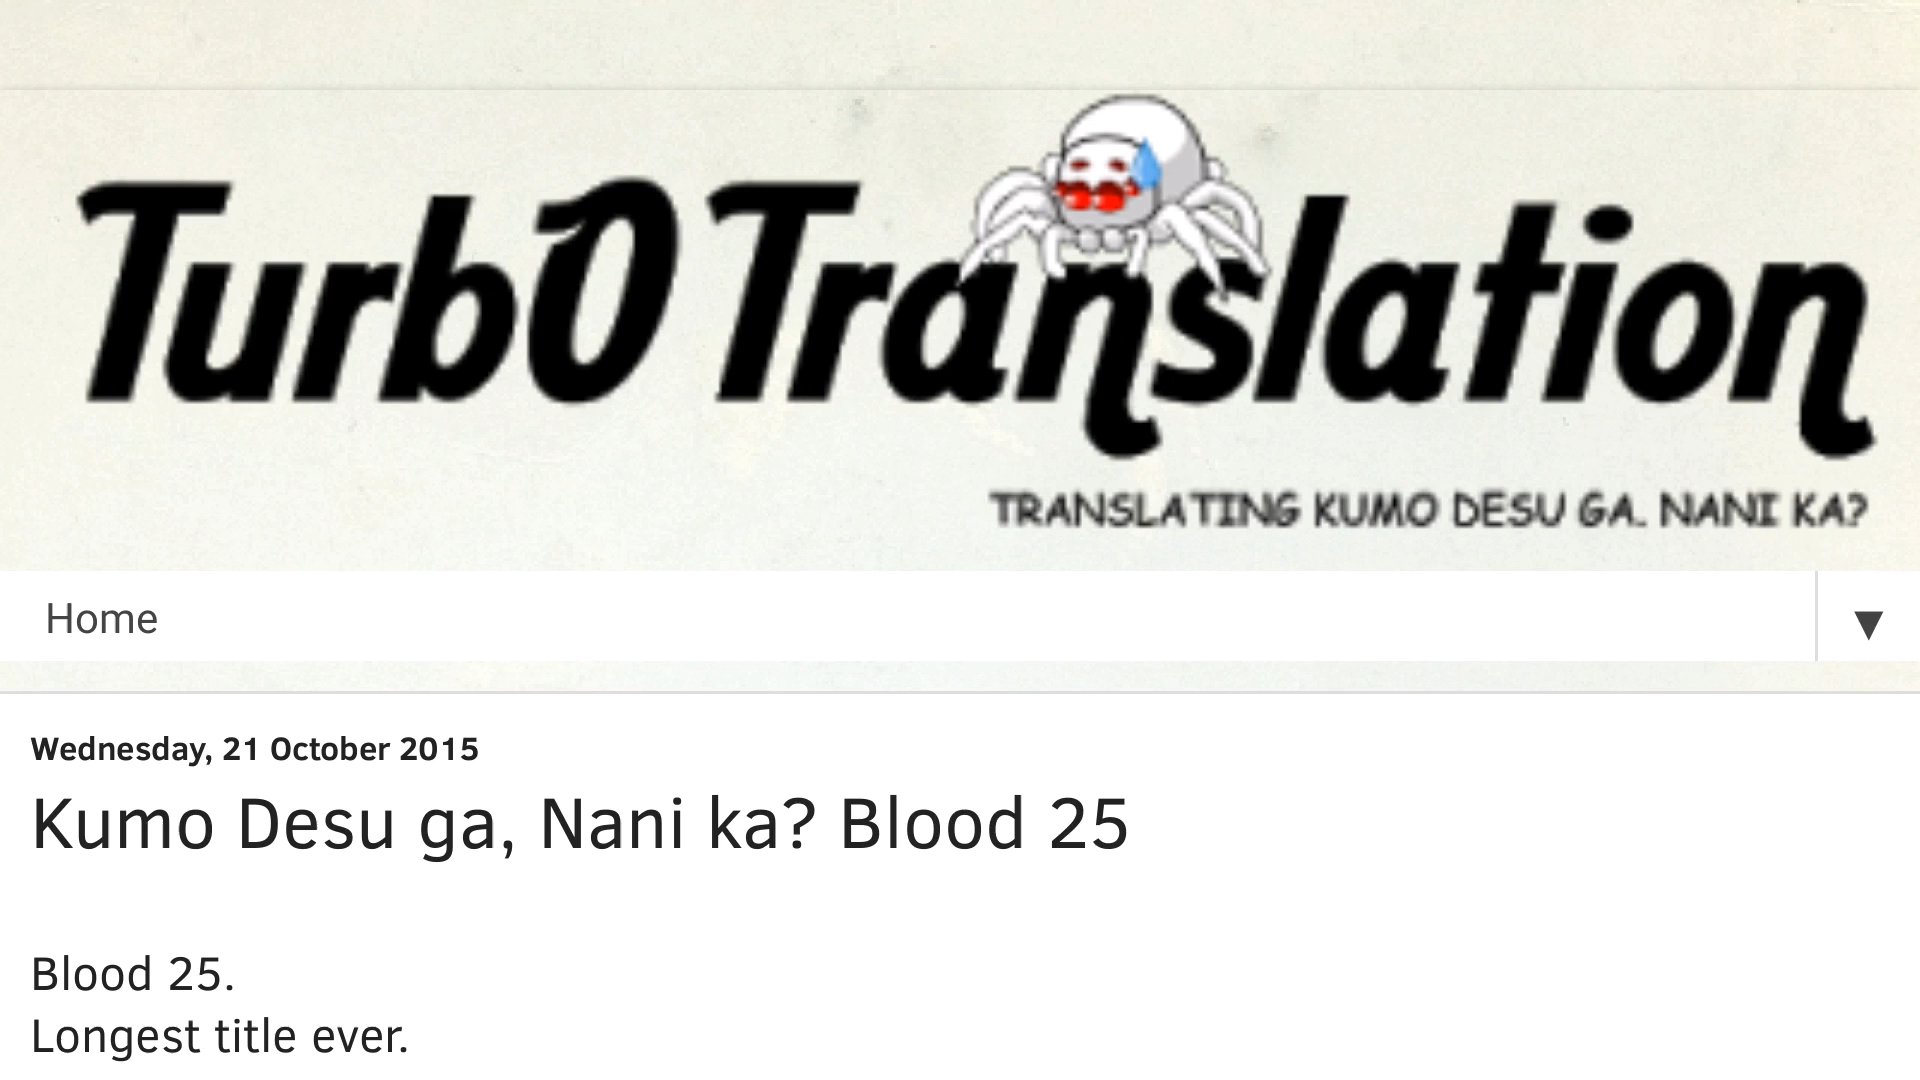 Turb0 Translation
TRANSLATING KUMO DESU GA. NANI KA?
Home
▼
Wednesday, 21 October 2015
Kumo Desu ga, Nani ka? Blood 25
Blood 25.
Longest title ever.